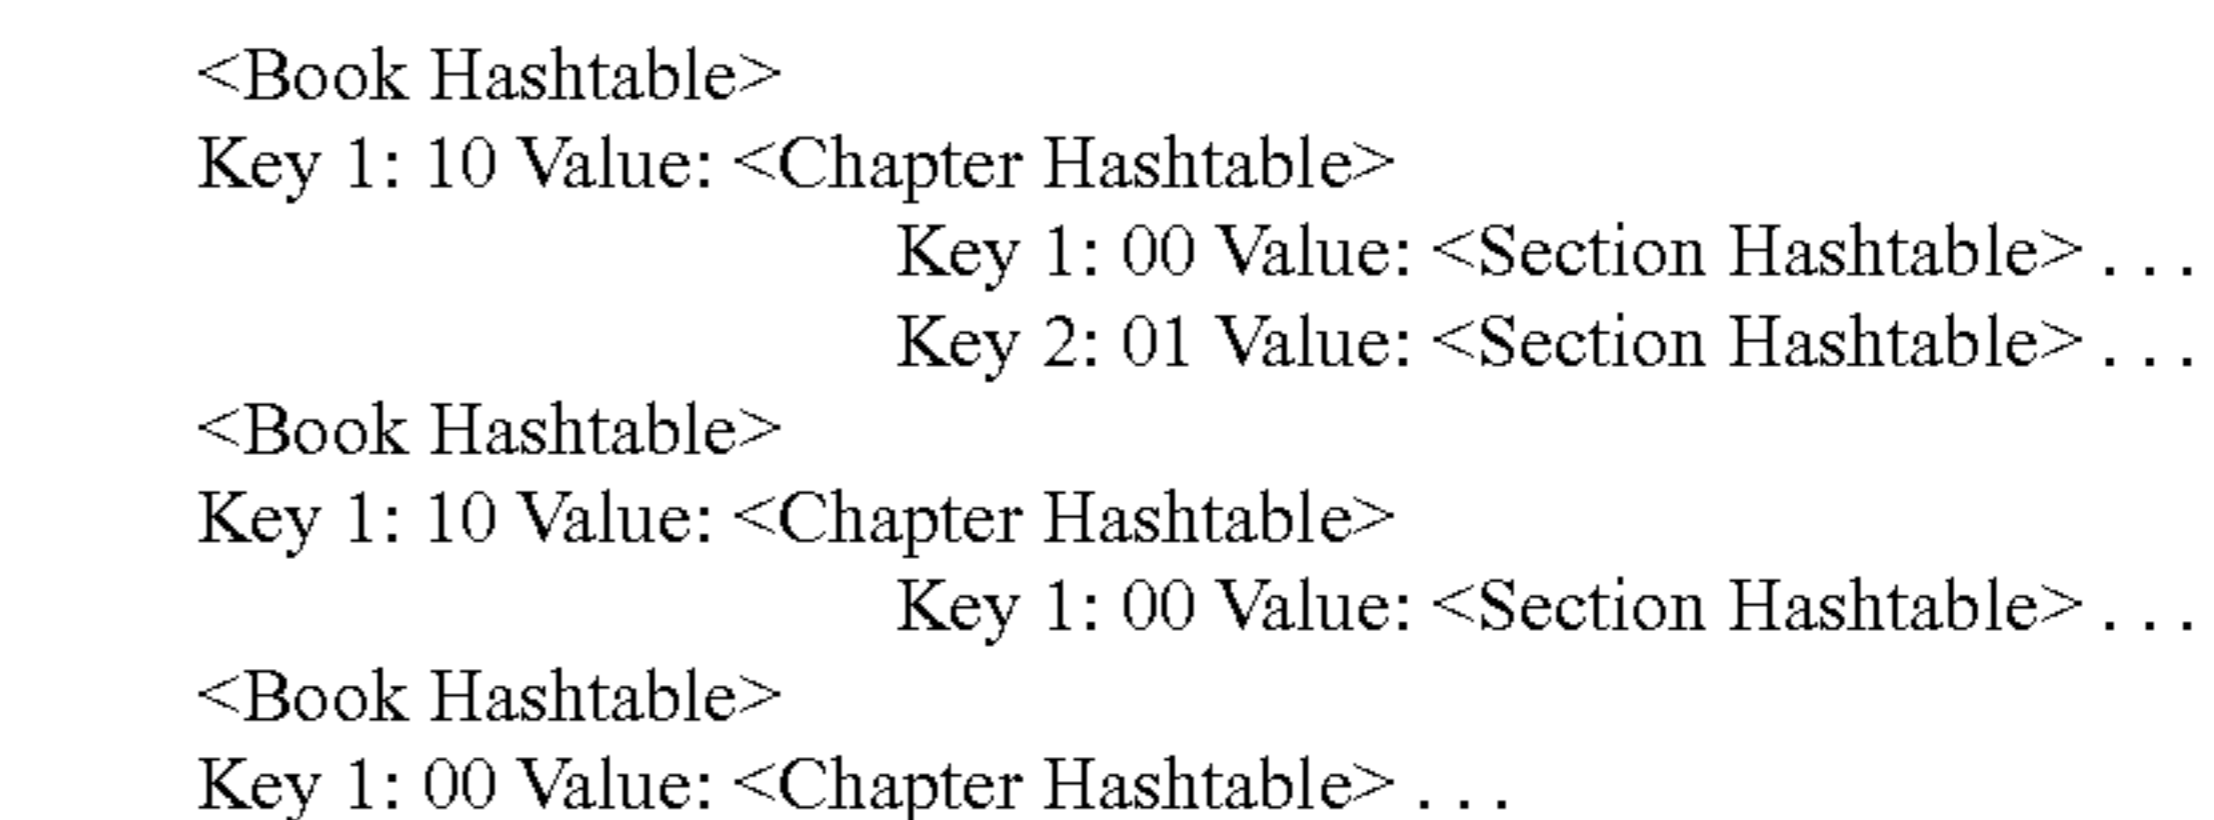 <Book Hashtable>
Key 1: 10 Value: <Chapter Hashtable>
Key 1: 00 Value: <Section Hashtable> . . .
Key 2: 01 Value: <Section Hashtable> . . .
<Book Hashtable>
Key 1: 10 Value: <Chapter Hashtable>
Key 1: 00 Value: <Section Hashtable> . . .
<Book Hashtable>
Key 1: 00 Value: <Chapter Hashtable> . . .